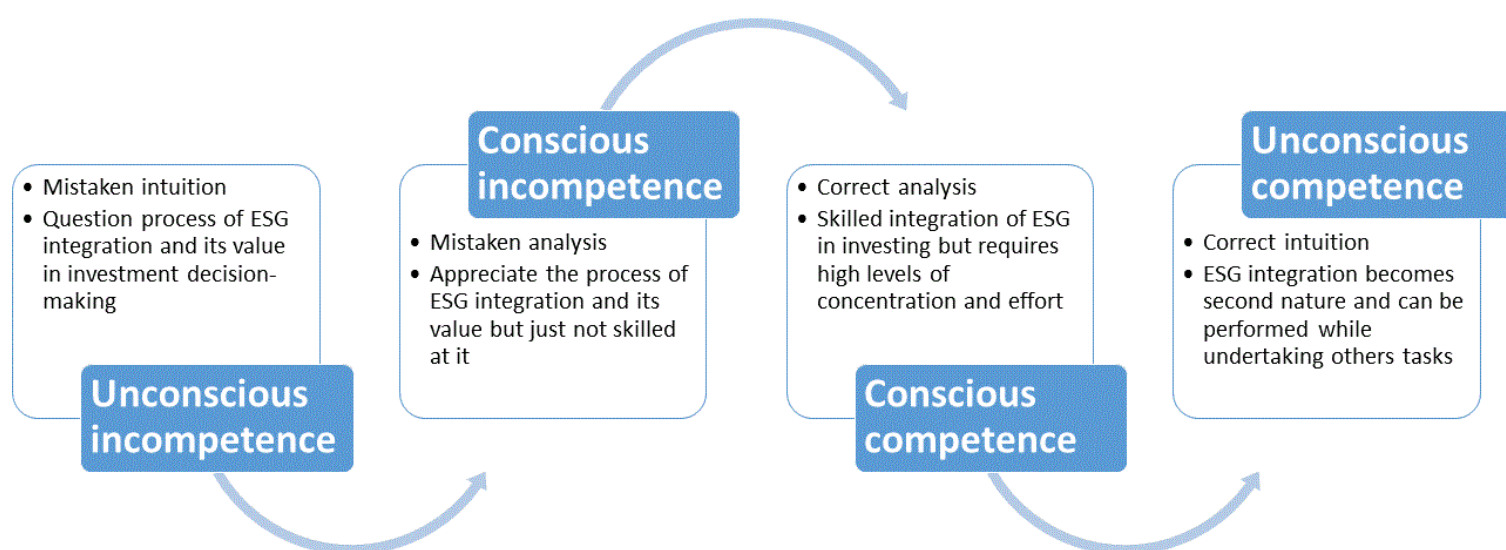 • Mistaken intuition
• Question process of ESG
integration and its value
in investment decision-
making
Unconscious
incompetence
Conscious
incompetence
• Mistaken analysis
• Appreciate the process of
ESG integration and its
value but just not skilled
at it
• Correct analysis
• Skilled integration of ESG
in investing but requires
high levels of
concentration and effort
Conscious
competence
Unconscious
competence
• Correct intuition
• ESG integration becomes
second nature and can be
performed while
undertaking others tasks